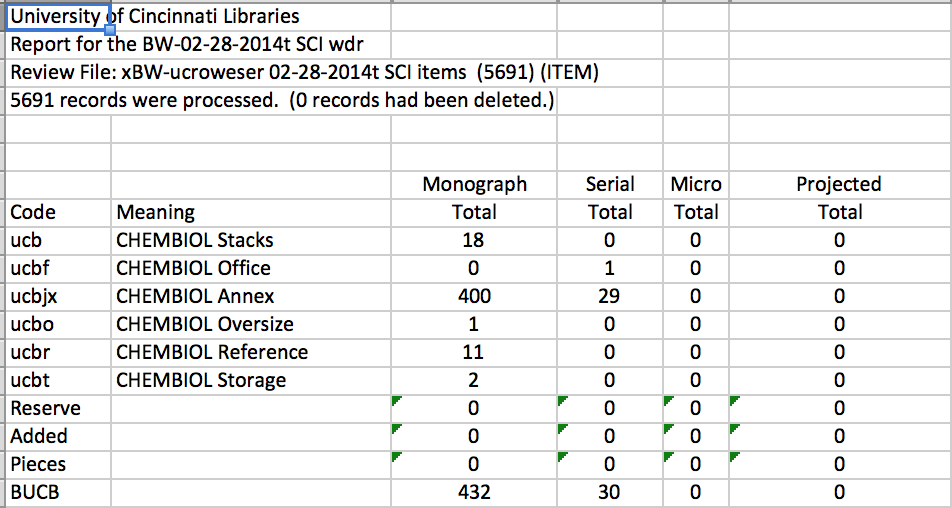 University of Cincinnati Libraries
Report for the BW-02-28-2014t SCI wdr
Review File: xBW-ucroweser 02-28-2014t SCI items  (5691) (ITEM)
5691 records were processed.  (0 records had been deleted.)
Monograph Serial Micro Projected
Code Meaning Total Total Total Total
ucb CHEMBIOL Stacks 18 0 0 0
ucbf CHEMBIOL Office 0 1 0 0
ucbjx CHEMBIOL Annex 400 29 0 0
ucbo CHEMBIOL Oversize 1 0 0 0
ucbr CHEMBIOL Reference 11 0 0 0
ucbt CHEMBIOL Storage 2 0 0 0
Reserve 0 0 0 0
Added 0 0 0 0
Pieces 0 0 0 0
BUCB 432 30 0 0